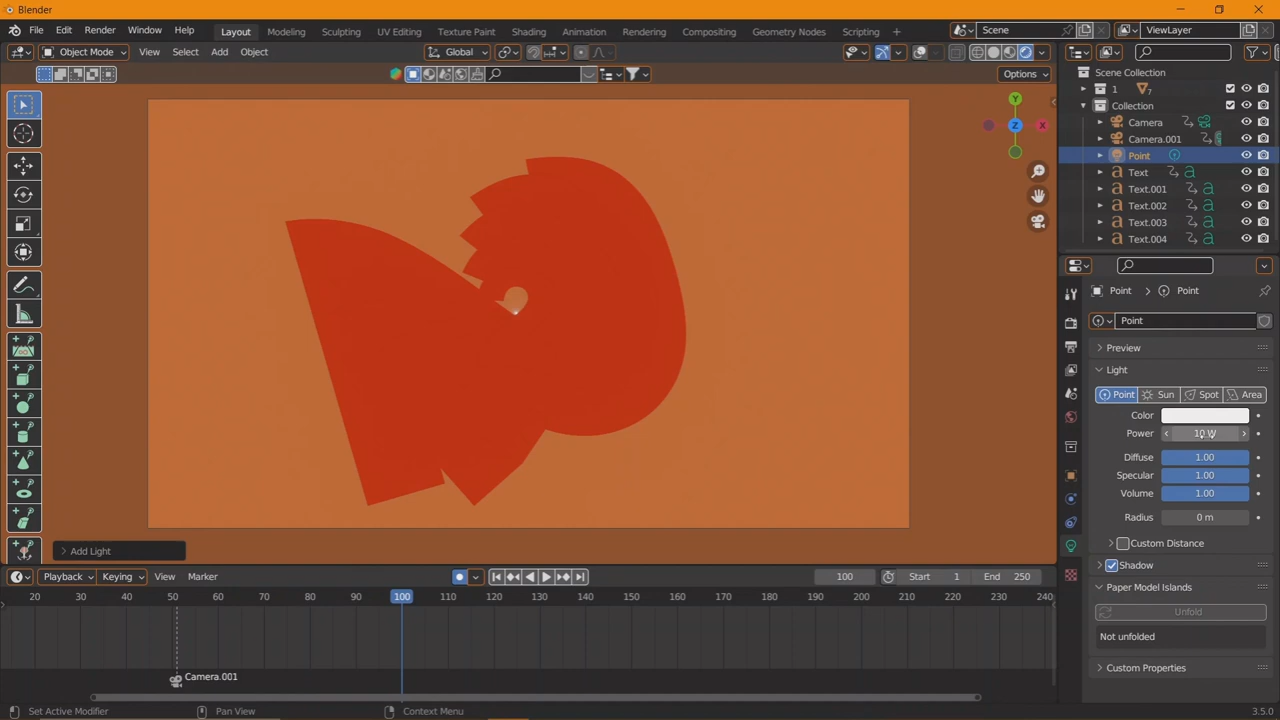 Blender
File Edit Render Window Help Layout Modeling Sculpting UV Editing Texture Paint Shading Animation Rendering Compositing Geometry Nodes Scripting + Scene ViewLayer
Object Mode View Select Add Object Global
Options
Scene Collection
1 7
Collection
Camera
Camera.001
Point
Text
Text.001
Text.002
Text.003
Text.004
Y
Z X
Point > Point
Point
Preview
Light
Point Sun Spot Area
Color
Power 10 W
Diffuse 1.00
Specular 1.00
Volume 1.00
Radius 0 m
Custom Distance
Shadow
Paper Model Islands
Unfold
Not unfolded
Custom Properties
> Add Light
Playback Keying View Marker 100 Start 1 End 250
20 30 40 50 60 70 80 90 100 110 120 130 140 150 160 170 180 190 200 210 220 230 240
Camera.001
Set Active Modifier Pan View Context Menu 3.5.0